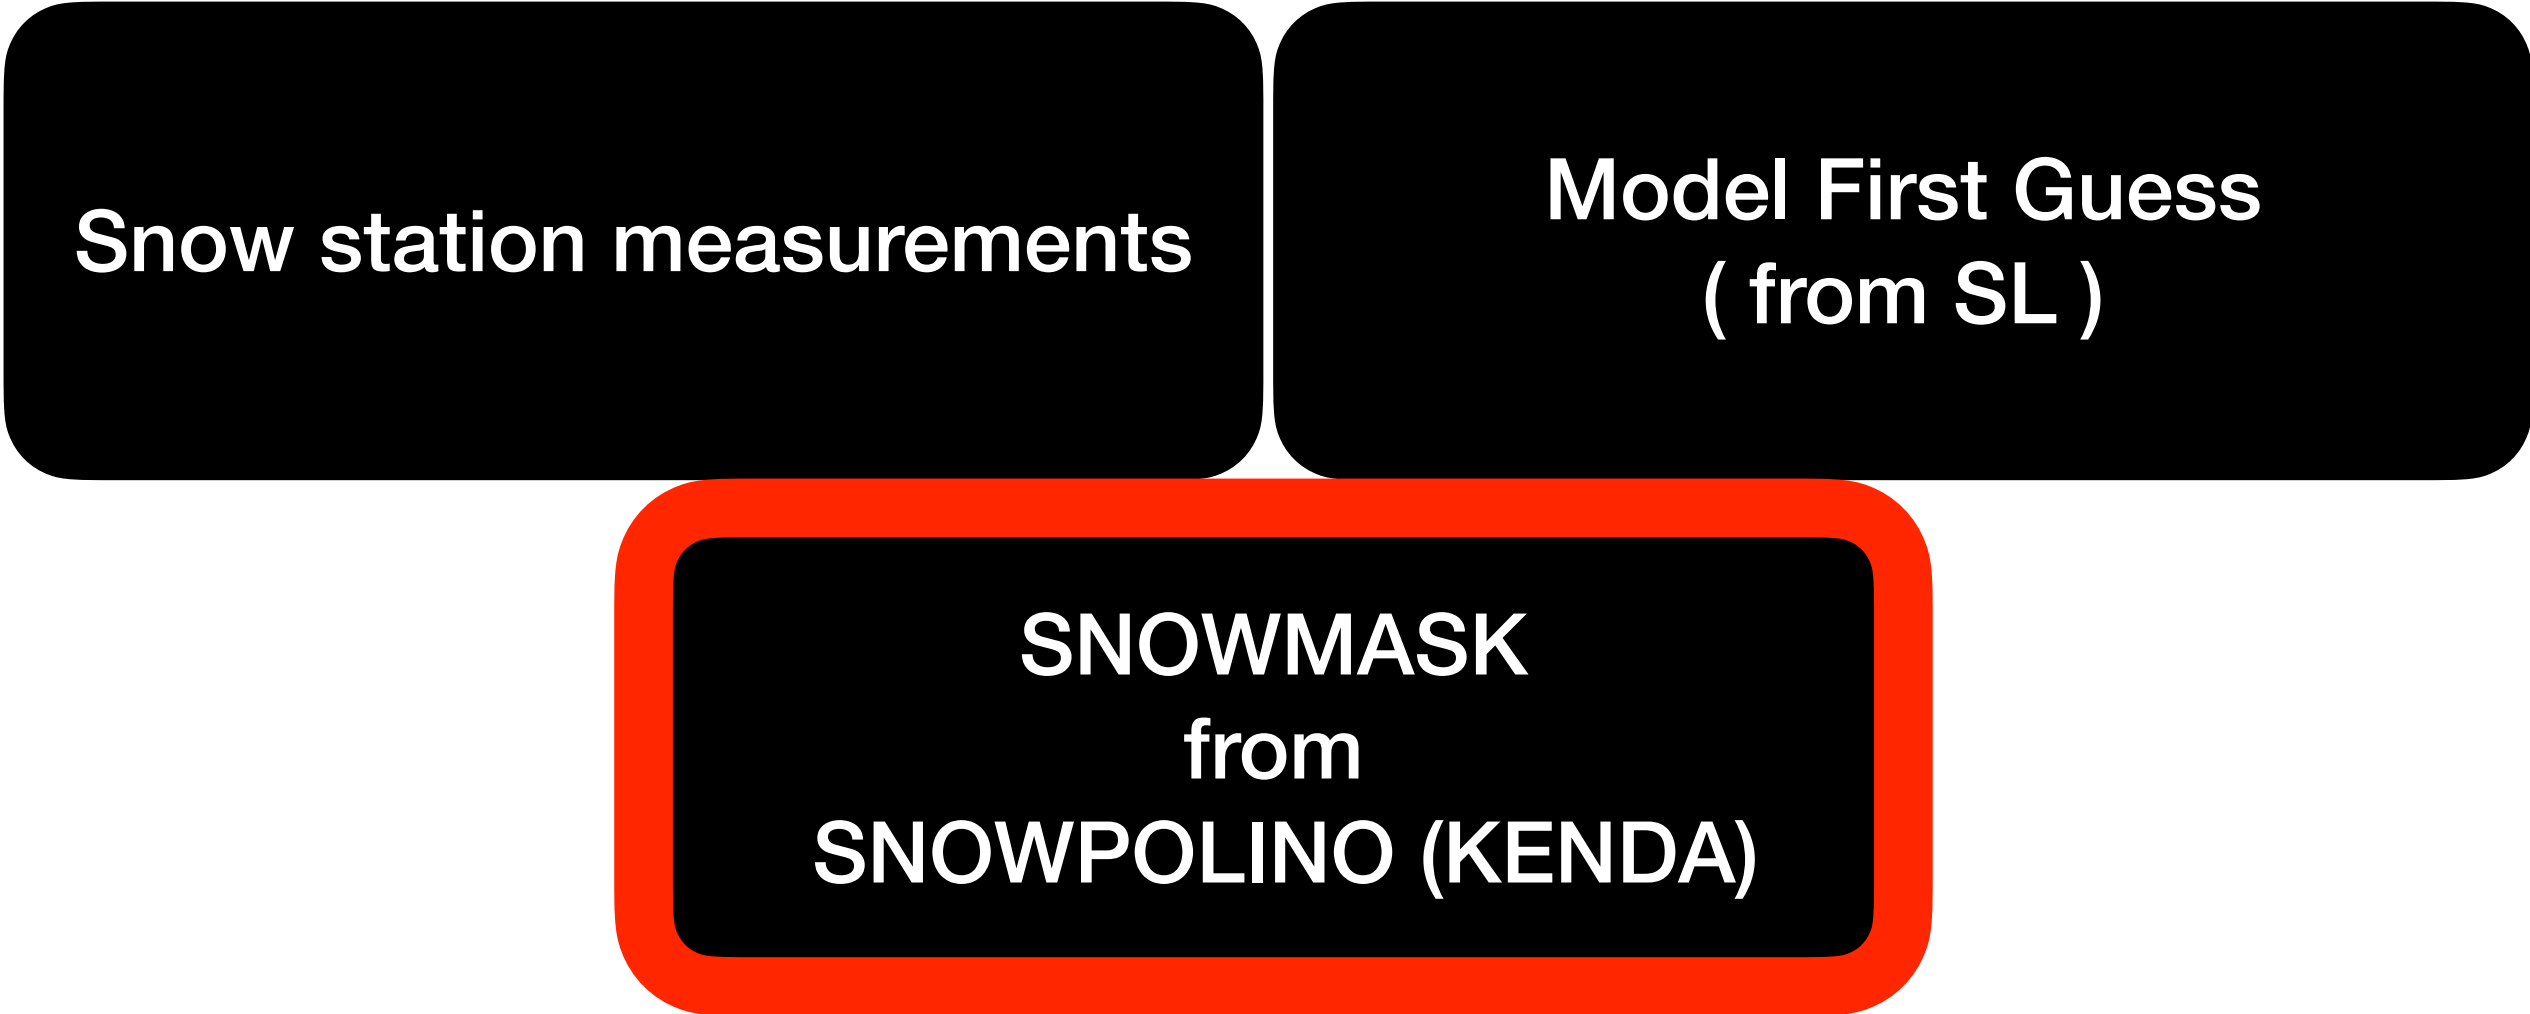 Snow station measurements
Model First Guess
( from SL )
SNOWMASK
from
SNOWPOLINO (KENDA)